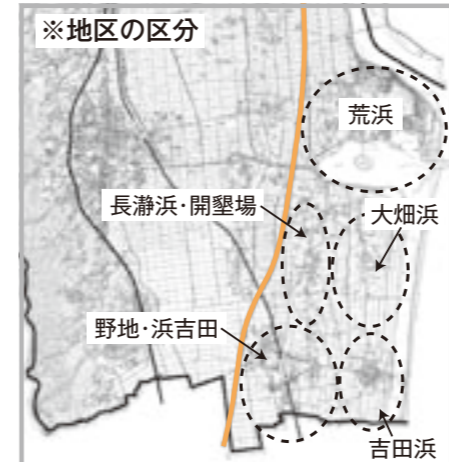 ※地区の区分
荒浜
長瀞浜・開墾場
大畑浜
野地・浜吉田
吉田浜